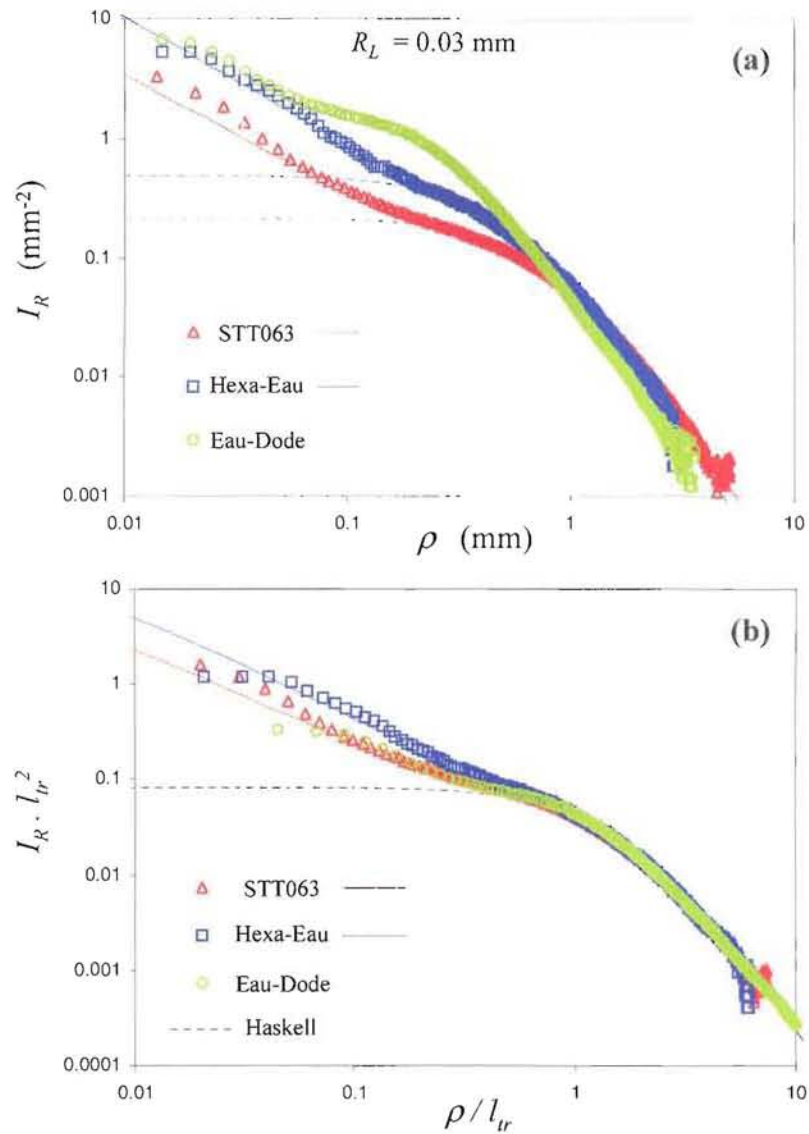 10
1
0.1
0.01
0.001
I_R (mm⁻²)
R_L = 0.03 mm
(a)
STT063
Hexa-Eau
Eau-Dode
0.01
0.1
1
10
ρ (mm)
10
1
0.1
0.01
0.001
0.0001
I_R . l_tr²
(b)
STT063
Hexa-Eau
Eau-Dode
Haskell
0.01
0.1
1
10
ρ / l_tr